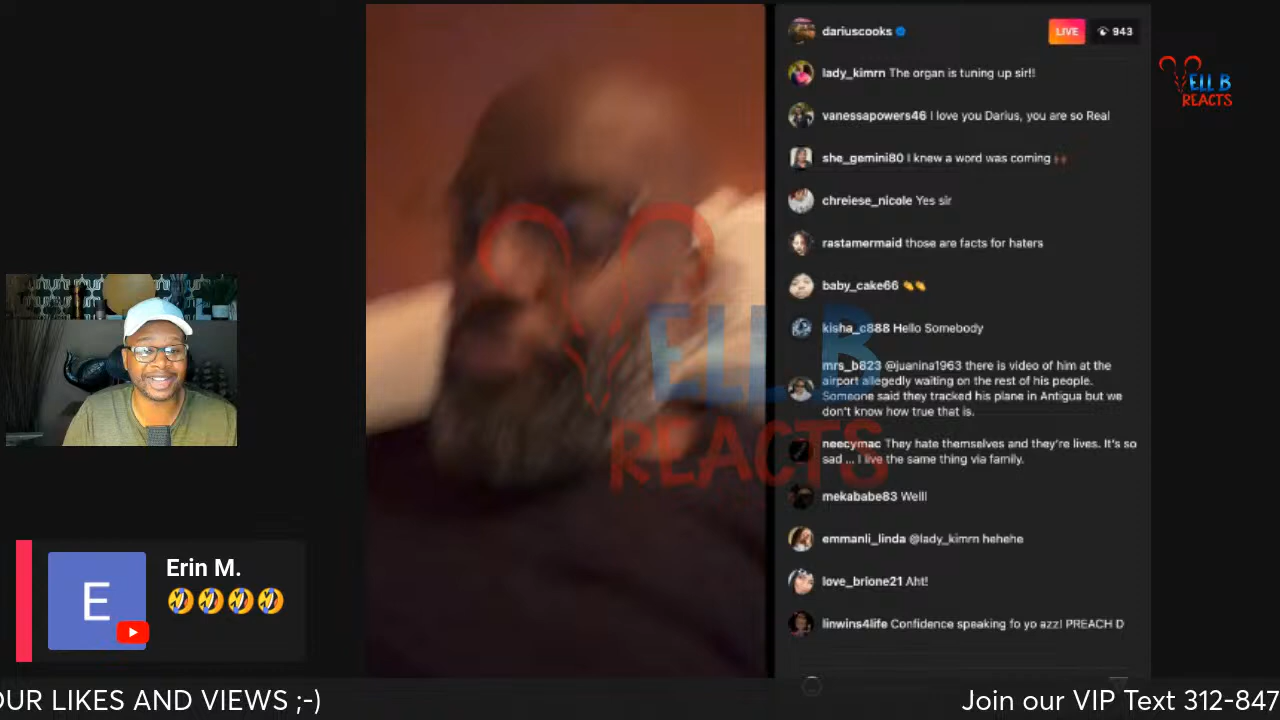 dariuscooks
LIVE
943
lady_kimrn The organ is tuning up sir!!
vanessapowers46 I love you Darius, you are so Real
she_gemini80 I knew a word was coming
chreiese_nicole Yes sir
rastamermaid those are facts for haters
baby_cake66 👏👏
kisha_c888 Hello Somebody
mrs_b823 @juanina1963 there is video of him at the
airport allegedly waiting on the rest of his people.
Someone said they tracked his plane in Antigua but we
don't know how true that is.
neecymac They hate themselves and they're lives. It's so
sad ... I live the same thing via family.
mekababe83 Welll
emmanli_linda @lady_kimrn hehehe
love_brione21 Aht!
linwins4life Confidence speaking fo yo azz! PREACH D
ELL B
REACTS
ELL B
REACTS
E
Erin M.
🤣🤣🤣🤣
OUR LIKES AND VIEWS ;-)
Join our VIP Text 312-847